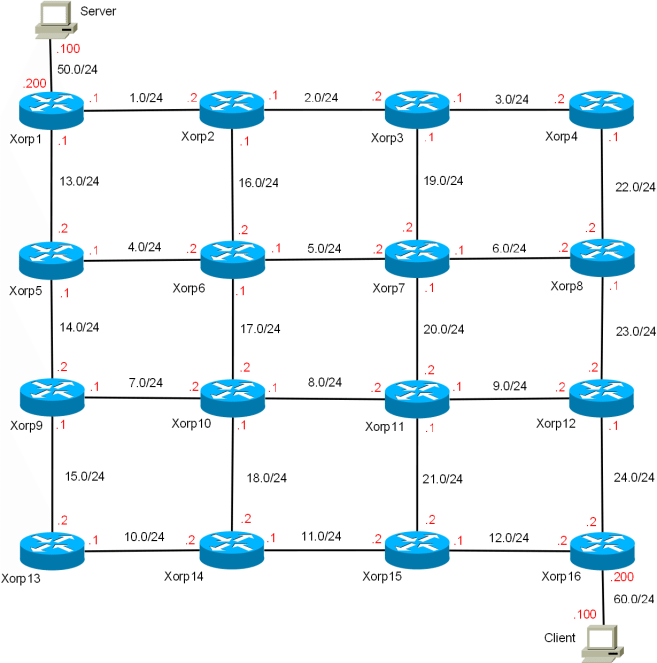 Server
.100
50.0/24
.200
.1 1.0/24 .2 .1 2.0/24 .2 .1 3.0/24 .2
Xorp1 Xorp2 Xorp3 Xorp4
.1 .1 .1 .1
13.0/24 16.0/24 19.0/24 22.0/24
.2 .2 .2 .2
.1 4.0/24 .2 .1 5.0/24 .2 .1 6.0/24 .2
Xorp5 Xorp6 Xorp7 Xorp8
.1 .1 .1 .1
14.0/24 17.0/24 20.0/24 23.0/24
.2 .2 .2 .2
.1 7.0/24 .2 .1 8.0/24 .2 .1 9.0/24 .2
Xorp9 Xorp10 Xorp11 Xorp12
.1 .1 .1 .1
15.0/24 18.0/24 21.0/24 24.0/24
.2 .2 .2 .2
.1 10.0/24 .2 .1 11.0/24 .2 .1 12.0/24 .2
Xorp13 Xorp14 Xorp15 Xorp16
.200
60.0/24
.100
Client